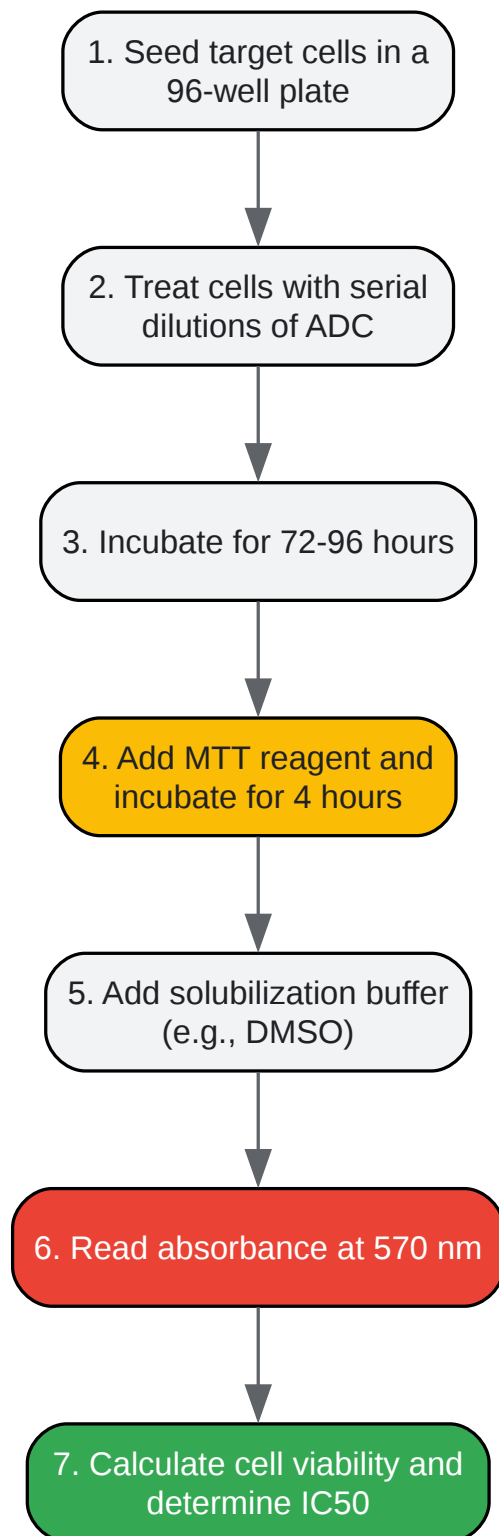 1. Seed target cells in a
96-well plate
2. Treat cells with serial
dilutions of ADC
3. Incubate for 72-96 hours
4. Add MTT reagent and
incubate for 4 hours
5. Add solubilization buffer
(e.g., DMSO)
6. Read absorbance at 570 nm
7. Calculate cell viability and
determine IC50